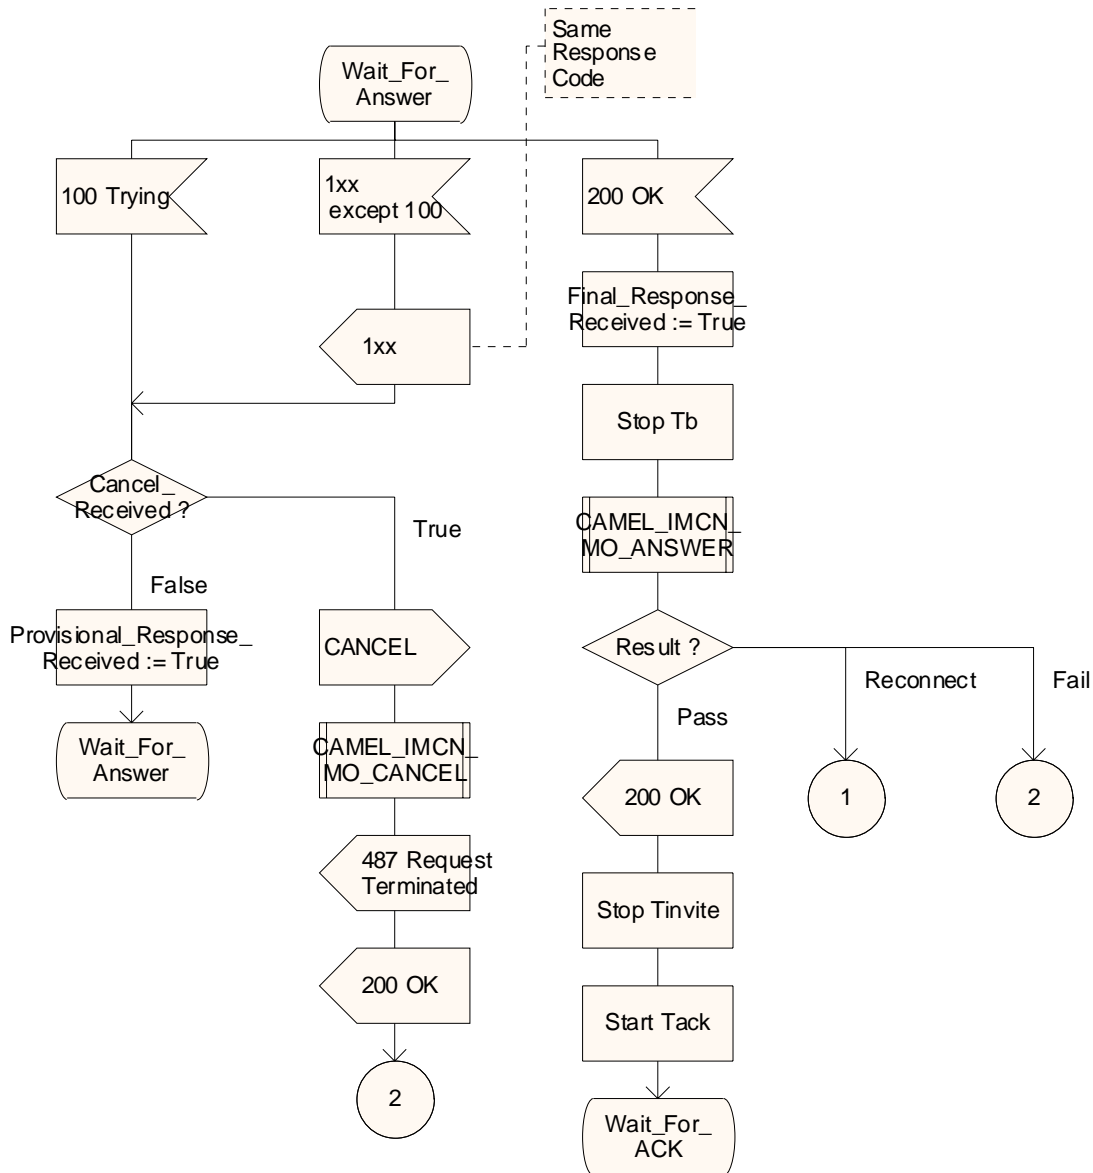 Same
Response
Code
Wait_For_
Answer
100 Trying
1xx
except 100
200 OK
Final_Response_
Received := True
1xx
Stop Tb
Cancel_
Received ?
True
CAMEL_IMCN_
MO_ANSWER
False
Provisional_Response_
Received := True
CANCEL
Result ?
Reconnect
Fail
Pass
Wait_For_
Answer
CAMEL_IMCN_
MO_CANCEL
200 OK
1
2
487 Request
Terminated
Stop Tinvite
200 OK
Start Tack
2
Wait_For_
ACK